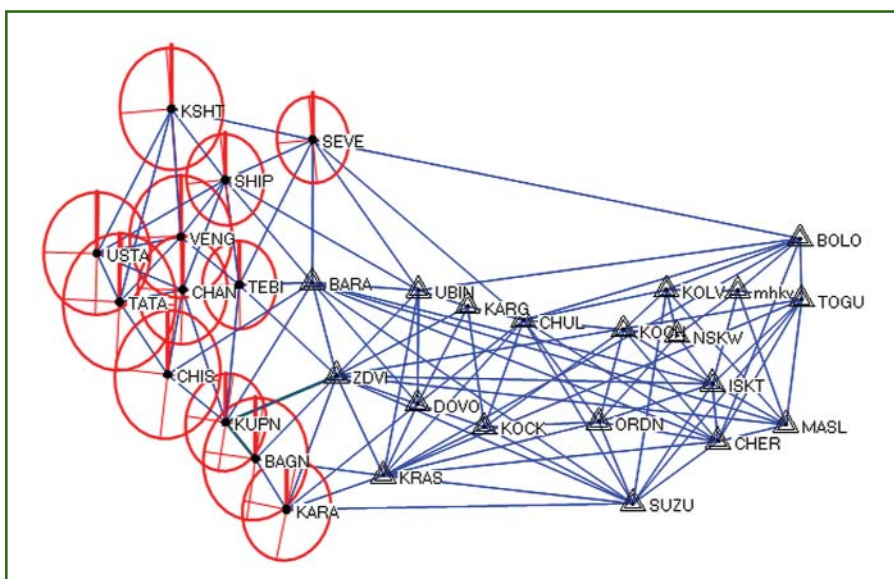 KSHT
SEVE
SHIP
VENG
BOLO
USTA
TEBI
BARA
UBIN
KOLV
mhkv
CHAN
TATA
KARG
TOGU
CHUL
NSKW
CHIS
ZDVI
ISKT
DOVO
KUPN
KOCK
ORDN
MASL
CHER
BAGN
KRAS
SUZU
KARA